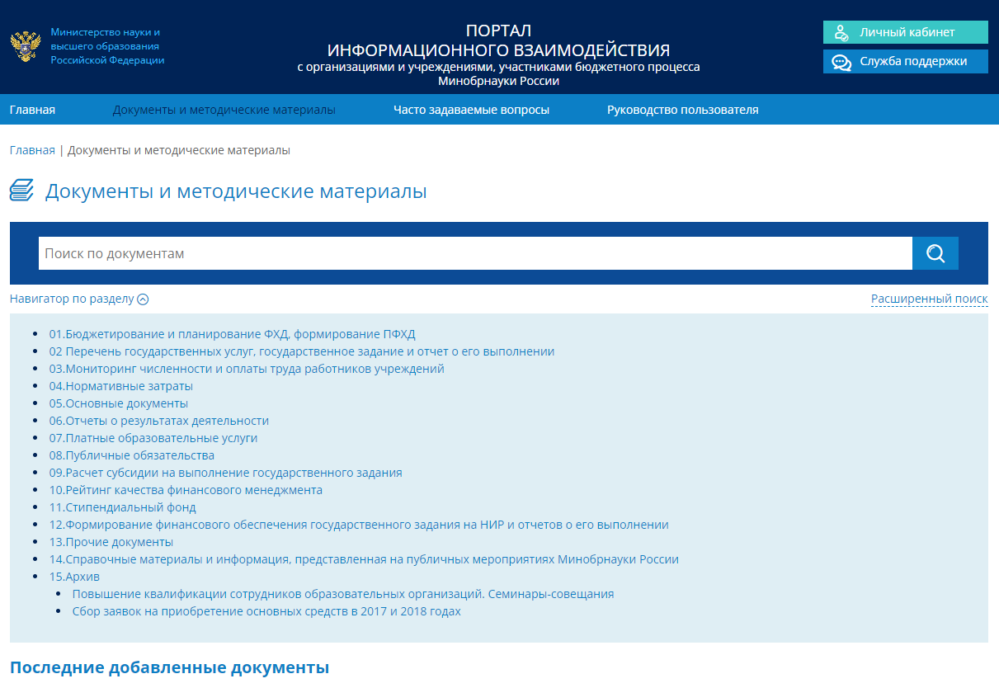 Министерство науки и
высшего образования
Российской Федерации
ПОРТАЛ
ИНФОРМАЦИОННОГО ВЗАИМОДЕЙСТВИЯ
с организациями и учреждениями, участниками бюджетного процесса
Минобрнауки России
Личный кабинет
Служба поддержки
Главная Документы и методические материалы Часто задаваемые вопросы Руководство пользователя
Главная | Документы и методические материалы
Документы и методические материалы
Поиск по документам
Навигатор по разделу Расширенный поиск
01.Бюджетирование и планирование ФХД, формирование ПФХД
02 Перечень государственных услуг, государственное задание и отчет о его выполнении
03.Мониторинг численности и оплаты труда работников учреждений
04.Нормативные затраты
05.Основные документы
06.Отчеты о результатах деятельности
07.Платные образовательные услуги
08.Публичные обязательства
09.Расчет субсидии на выполнение государственного задания
10.Рейтинг качества финансового менеджмента
11.Стипендиальный фонд
12.Формирование финансового обеспечения государственного задания на НИР и отчетов о его выполнении
13.Прочие документы
14.Справочные материалы и информация, представленная на публичных мероприятиях Минобрнауки России
15.Архив
Повышение квалификации сотрудников образовательных организаций. Семинары-совещания
Сбор заявок на приобретение основных средств в 2017 и 2018 годах
Последние добавленные документы